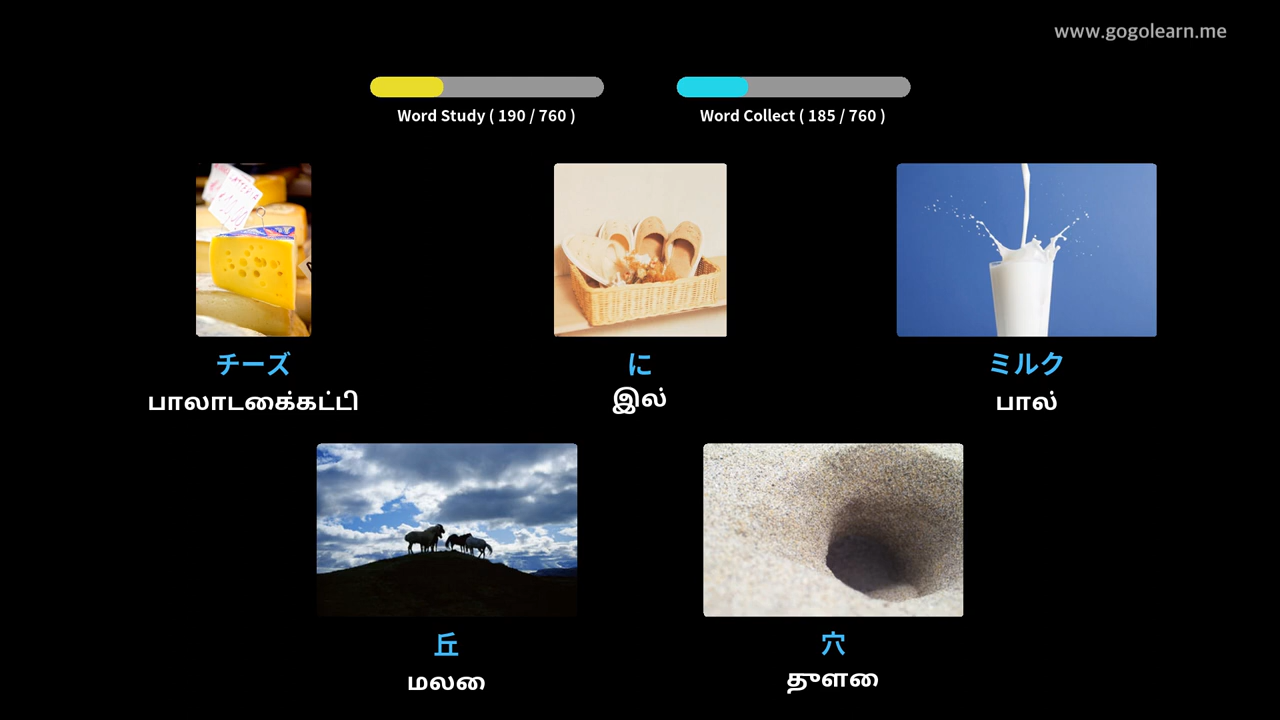 www.gogolearn.me
Word Study ( 190 / 760 )
Word Collect ( 185 / 760 )
チーズ
பாலாடைக்கட்டி
に
இல்
ミルク
பால்
丘
மலை
穴
துளை